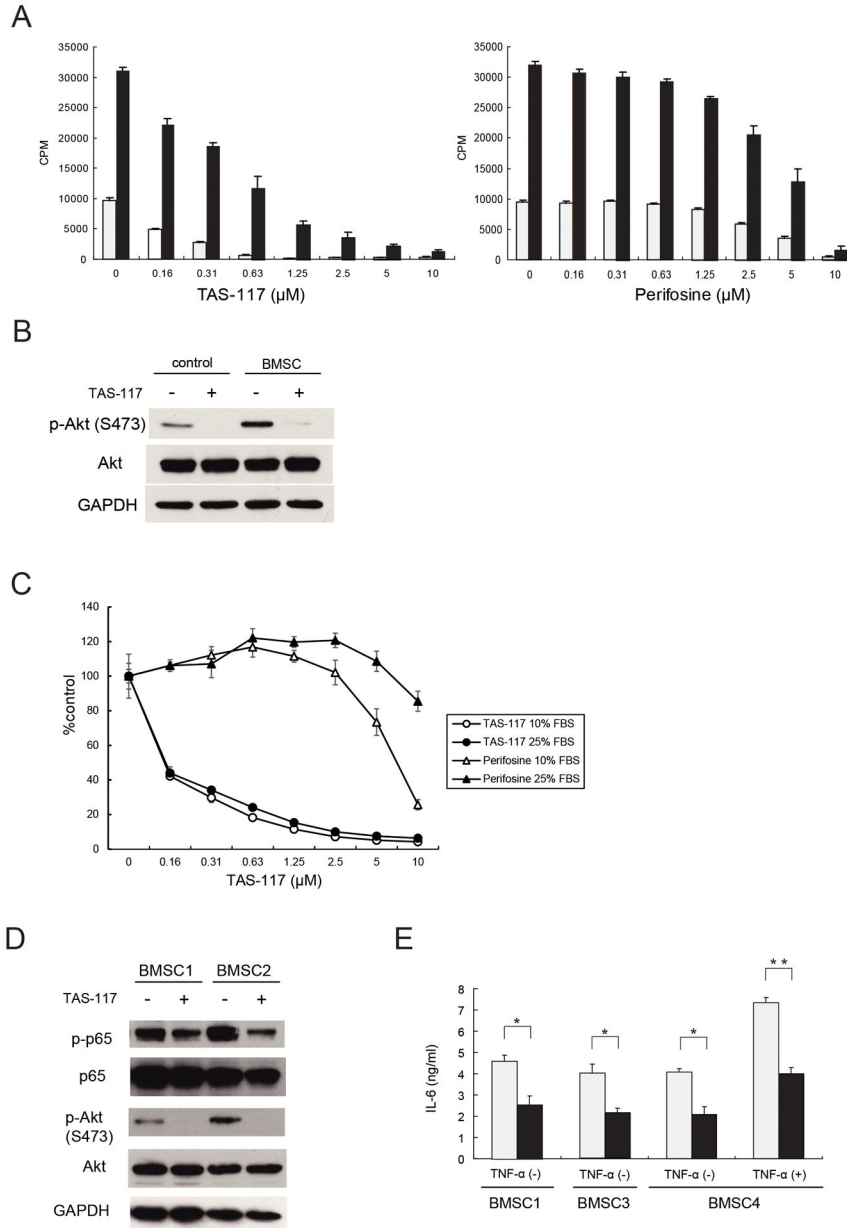 A
35000
30000
25000
20000
15000
10000
5000
0
CPM
0 0.16 0.31 0.63 1.25 2.5 5 10
TAS-117 (μM)
35000
30000
25000
20000
15000
10000
5000
0
CPM
0 0.16 0.31 0.63 1.25 2.5 5 10
Perifosine (μM)
B
control BMSC
TAS-117 - + - +
p-Akt (S473)
Akt
GAPDH
C
140
120
100
80
60
40
20
0
%control
0 0.16 0.31 0.63 1.25 2.5 5 10
TAS-117 (μM)
TAS-117 10% FBS
TAS-117 25% FBS
Perifosine 10% FBS
Perifosine 25% FBS
D
BMSC1 BMSC2
TAS-117 - + - +
p-p65
p65
p-Akt
(S473)
Akt
GAPDH
E
9
8
7
6
5
4
3
2
1
0
IL-6 (ng/ml)
* * * * *
TNF-α (-) TNF-α (-) TNF-α (-) TNF-α (+)
BMSC1 BMSC3 BMSC4